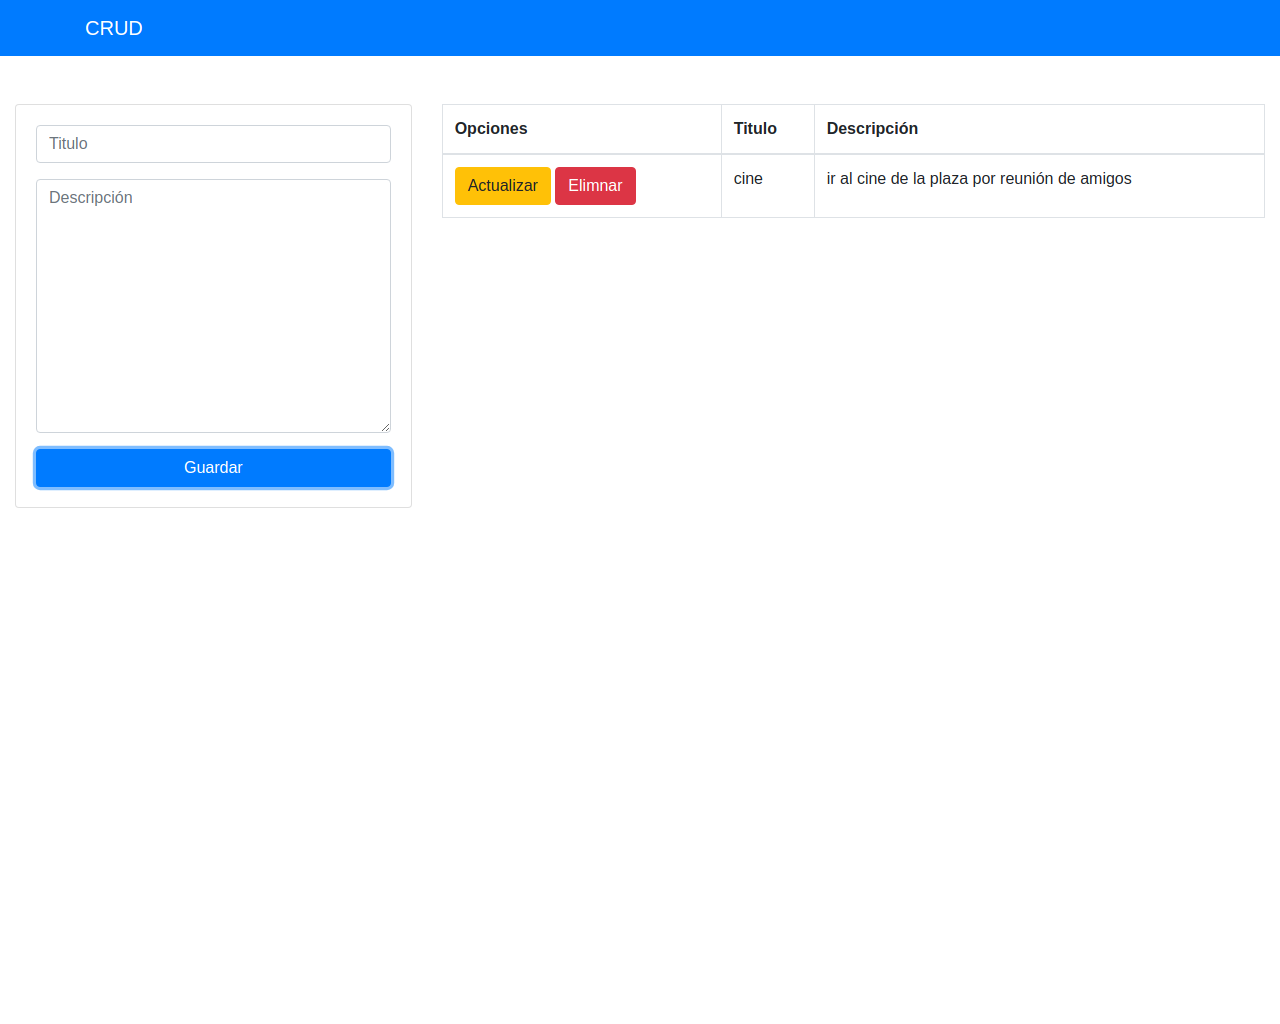 CRUD
Titulo
Descripción
Guardar
Opciones Titulo Descripción
Actualizar Elimnar cine ir al cine de la plaza por reunión de amigos